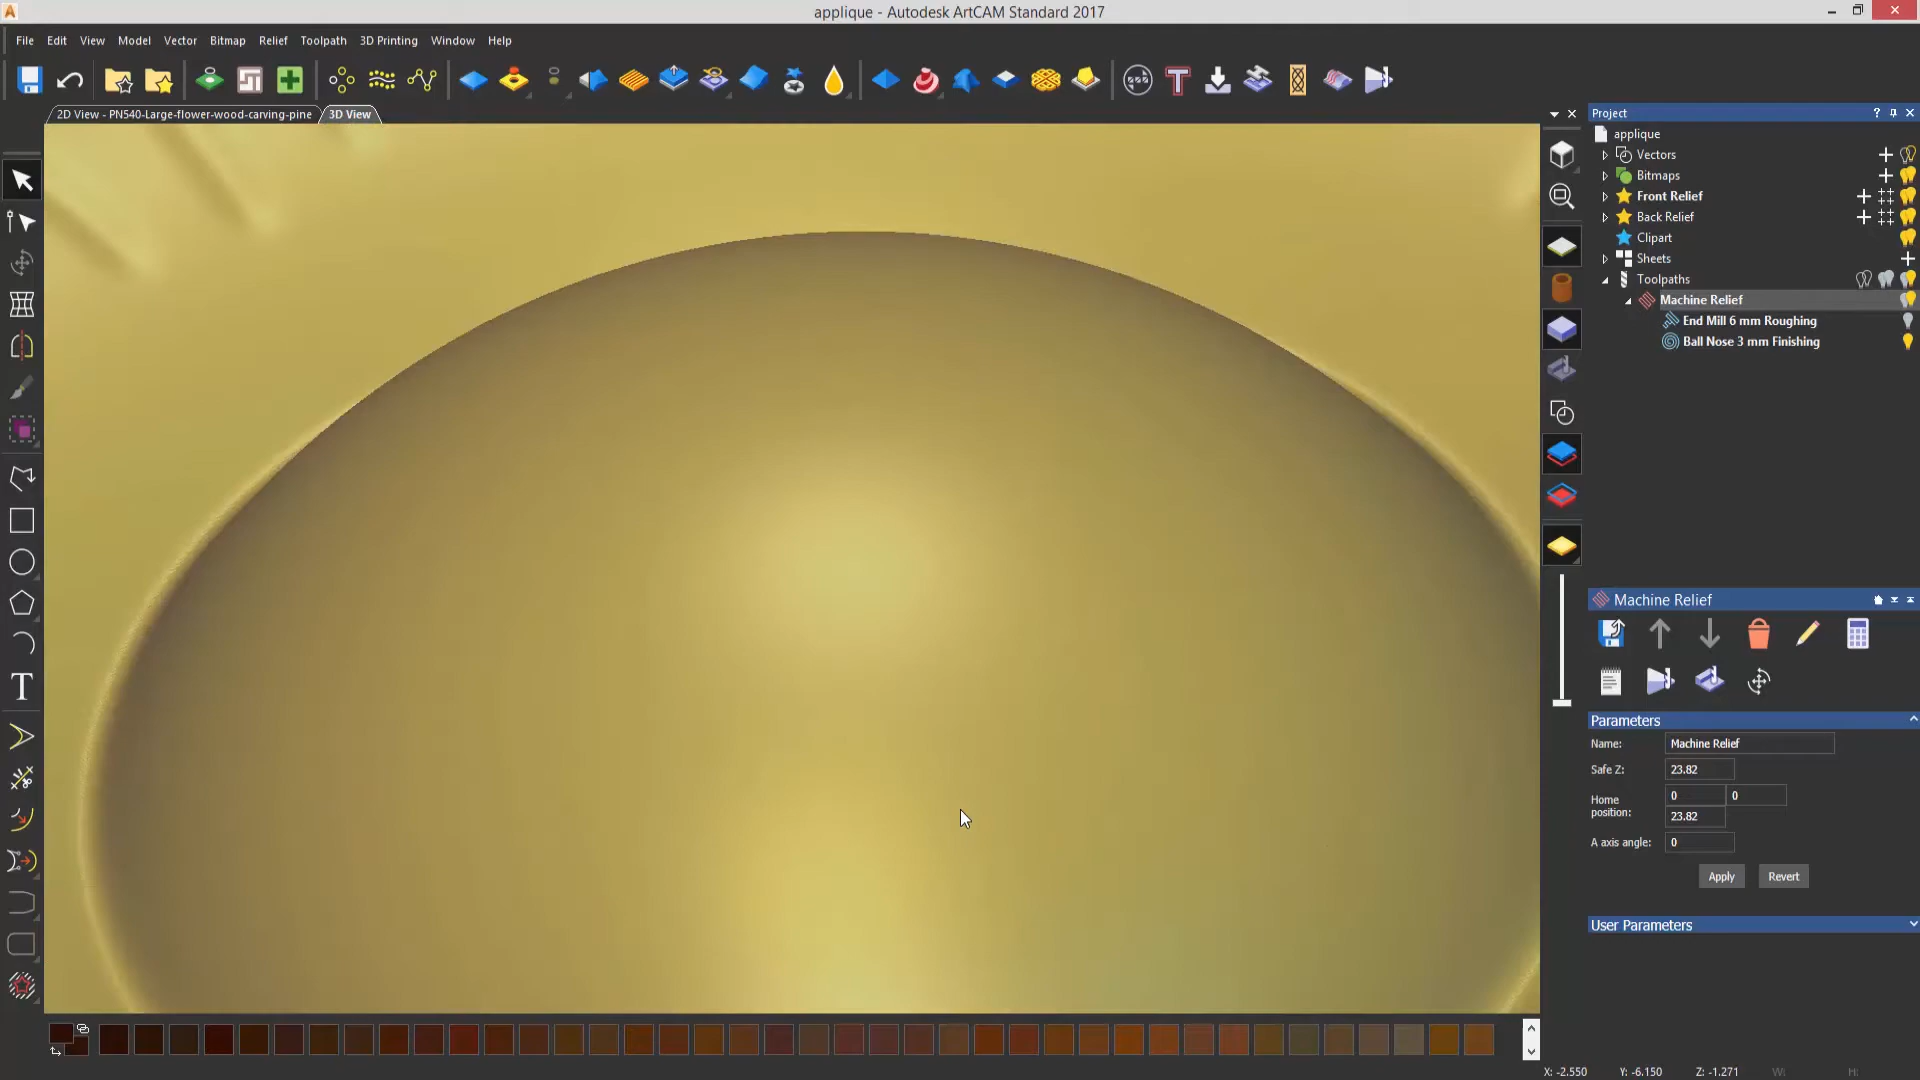 applique - Autodesk ArtCAM Standard 2017
File Edit View Model Vector Bitmap Relief Toolpath 3D Printing Window Help
2D View - PN540-Large-flower-wood-carving-pine 3D View
Project
applique
Vectors
Bitmaps
Front Relief
Back Relief
Clipart
Sheets
Toolpaths
Machine Relief
End Mill 6 mm Roughing
Ball Nose 3 mm Finishing
Machine Relief
Parameters
Name: Machine Relief
Safe Z: 23.82
Home position: 0 0
23.82
A axis angle: 0
Apply Revert
User Parameters
X: -2.550 Y: -6.150 Z: -1.271 W: H: